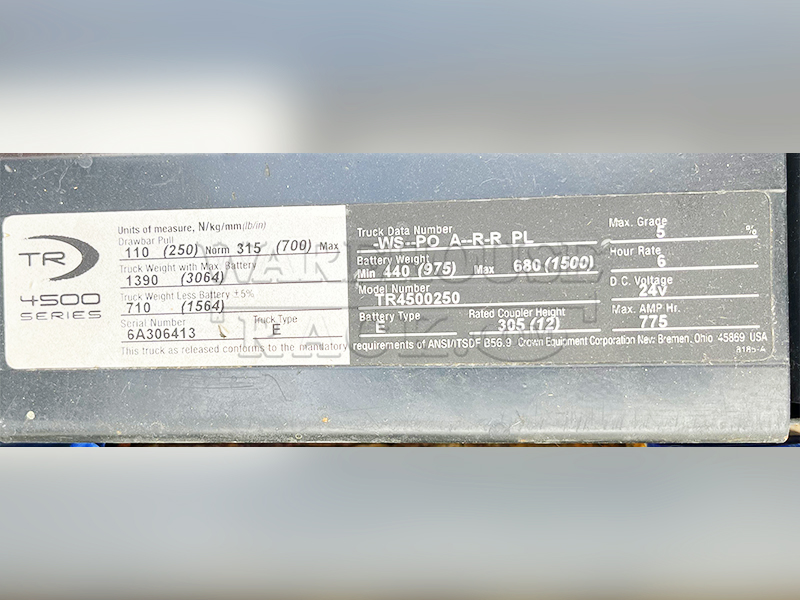 TR
4500
SERIES
Units of measure, N/kg/mm(lb/in)
Drawbar Pull
110 (250) Norm 315 (700) Max
Truck Weight with Max. Battery
1390 (3064)
Truck Weight Less Battery ±5%
710 (1564)
Serial Number Truck Type
6A306413 E
This truck as released conforms to the mandatory requirements of ANSI/ITSDF B56.9 Crown Equipment Corporation New Bremen, Ohio 45869 USA
8185-A
Truck Data Number
-WS--PO A--R-R PL
Battery Weight
Min 440 (975) Max 680 (1500)
Model Number
TR4500250
Battery Type Rated Coupler Height
E 305 (12)
Max. Grade
5 %
Hour Rate
6
D.C. Voltage
24V
Max. AMP Hr.
775
WAREHOUSE
RACK